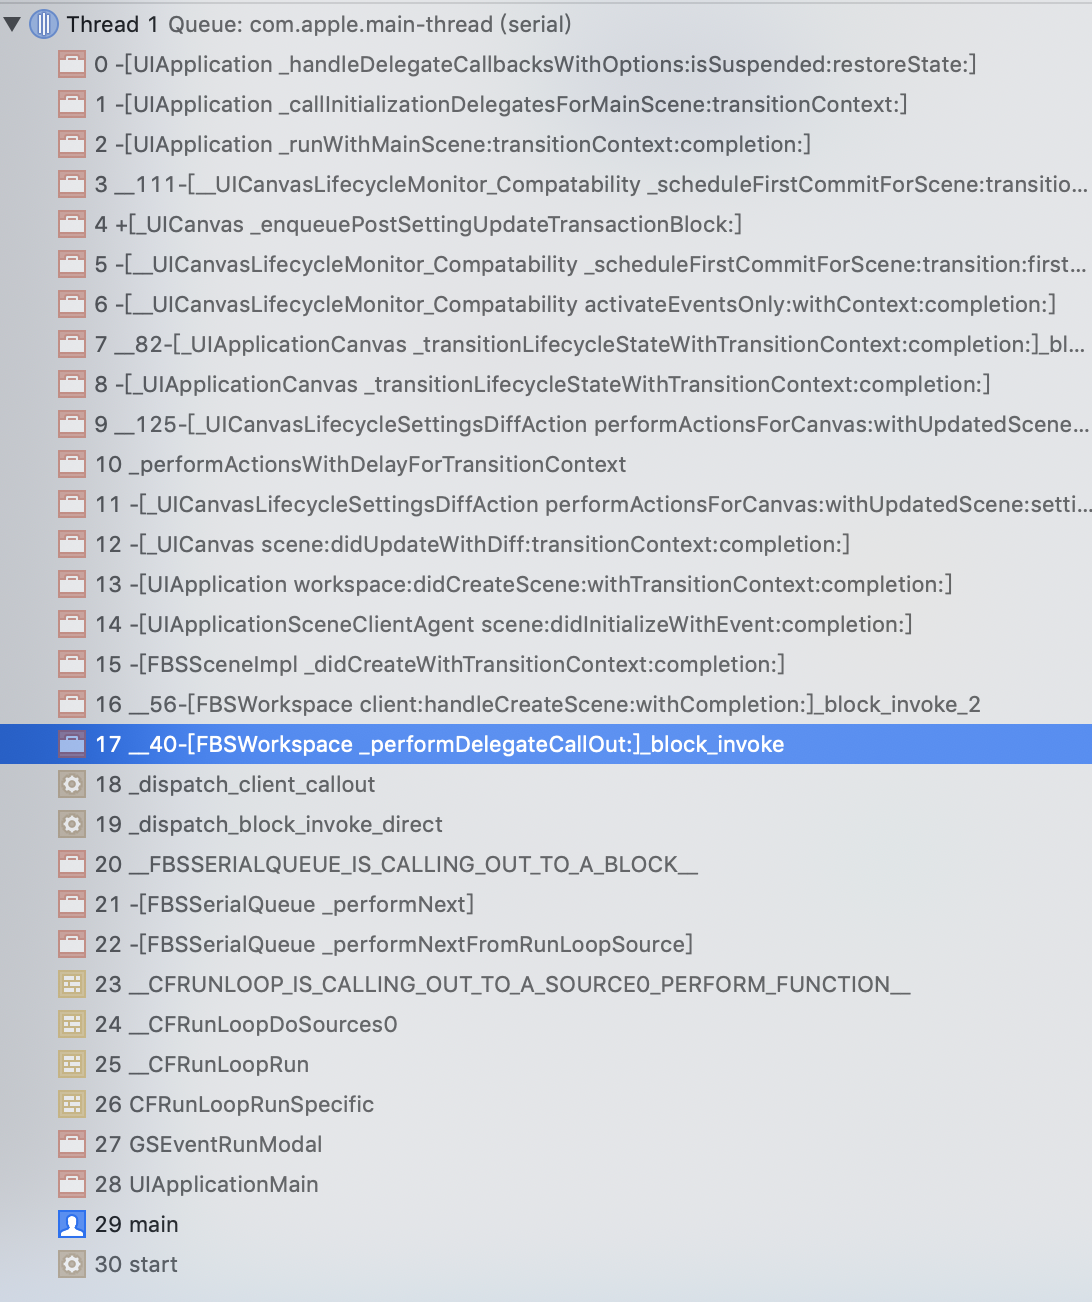 Thread 1 Queue: com.apple.main-thread (serial)
0 -[UIApplication _handleDelegateCallbacksWithOptions:isSuspended:restoreState:]
1 -[UIApplication _callInitializationDelegatesForMainScene:transitionContext:]
2 -[UIApplication _runWithMainScene:transitionContext:completion:]
3 __111-[__UICanvasLifecycleMonitor_Compatability _scheduleFirstCommitForScene:transitio...
4 +[_UICanvas _enqueuePostSettingUpdateTransactionBlock:]
5 -[__UICanvasLifecycleMonitor_Compatability _scheduleFirstCommitForScene:transition:first...
6 -[__UICanvasLifecycleMonitor_Compatability activateEventsOnly:withContext:completion:]
7 __82-[_UIApplicationCanvas _transitionLifecycleStateWithTransitionContext:completion:]_bl...
8 -[_UIApplicationCanvas _transitionLifecycleStateWithTransitionContext:completion:]
9 __125-[_UICanvasLifecycleSettingsDiffAction performActionsForCanvas:withUpdatedScene...
10 _performActionsWithDelayForTransitionContext
11 -[_UICanvasLifecycleSettingsDiffAction performActionsForCanvas:withUpdatedScene:setti...
12 -[_UICanvas scene:didUpdateWithDiff:transitionContext:completion:]
13 -[UIApplication workspace:didCreateScene:withTransitionContext:completion:]
14 -[UIApplicationSceneClientAgent scene:didInitializeWithEvent:completion:]
15 -[FBSSceneImpl _didCreateWithTransitionContext:completion:]
16 __56-[FBSWorkspace client:handleCreateScene:withCompletion:]_block_invoke_2
17 __40-[FBSWorkspace _performDelegateCallOut:]_block_invoke
18 _dispatch_client_callout
19 _dispatch_block_invoke_direct
20 __FBSSERIALQUEUE_IS_CALLING_OUT_TO_A_BLOCK__
21 -[FBSSerialQueue _performNext]
22 -[FBSSerialQueue _performNextFromRunLoopSource]
23 __CFRUNLOOP_IS_CALLING_OUT_TO_A_SOURCE0_PERFORM_FUNCTION__
24 __CFRunLoopDoSources0
25 __CFRunLoopRun
26 CFRunLoopRunSpecific
27 GSEventRunModal
28 UIApplicationMain
29 main
30 start